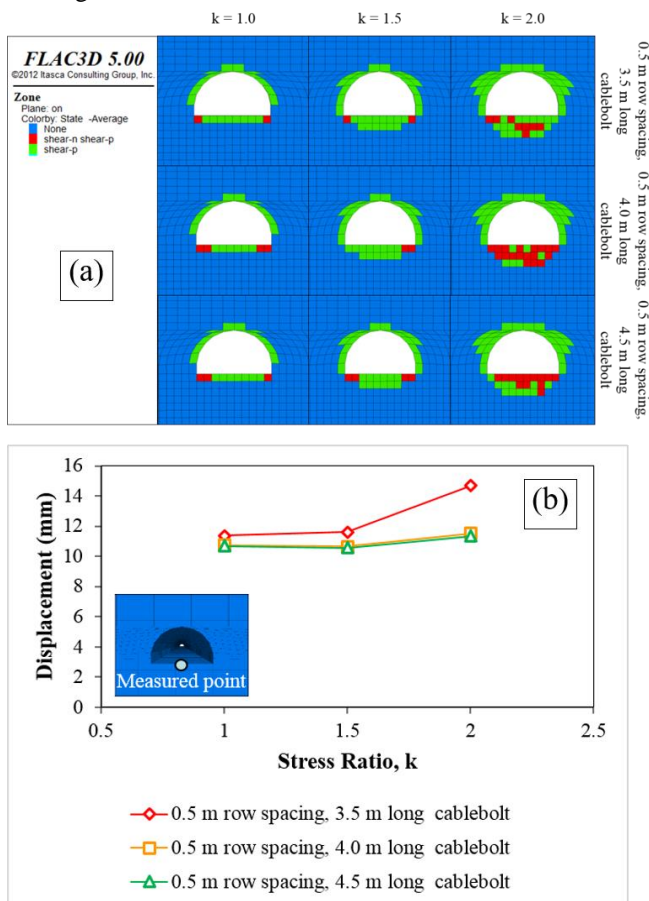 k = 1.0 k = 1.5 k = 2.0
FLAC3D 5.00
©2012 Itasca Consulting Group, Inc.
Zone
Plane: on
Colorby: State -Average
None
shear-n shear-p
shear-p
(a)
0.5 m row spacing,
3.5 m long
cablebolt
0.5 m row spacing,
4.0 m long
cablebolt
0.5 m row spacing,
4.5 m long
cablebolt
(b)
Displacement (mm)
16
14
12
10
8
6
4
2
0
Measured point
0.5 1 1.5 2 2.5
Stress Ratio, k
0.5 m row spacing, 3.5 m long cablebolt
0.5 m row spacing, 4.0 m long cablebolt
0.5 m row spacing, 4.5 m long cablebolt